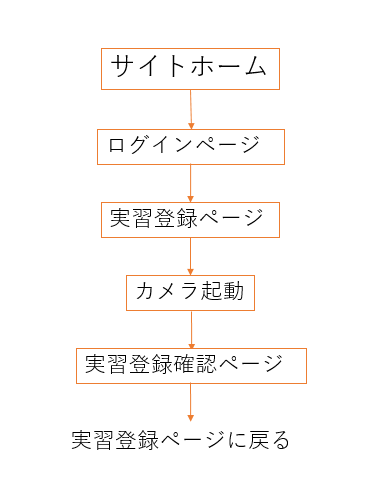 サイトホーム
ログインページ
実習登録ページ
カメラ起動
実習登録確認ページ
実習登録ページに戻る